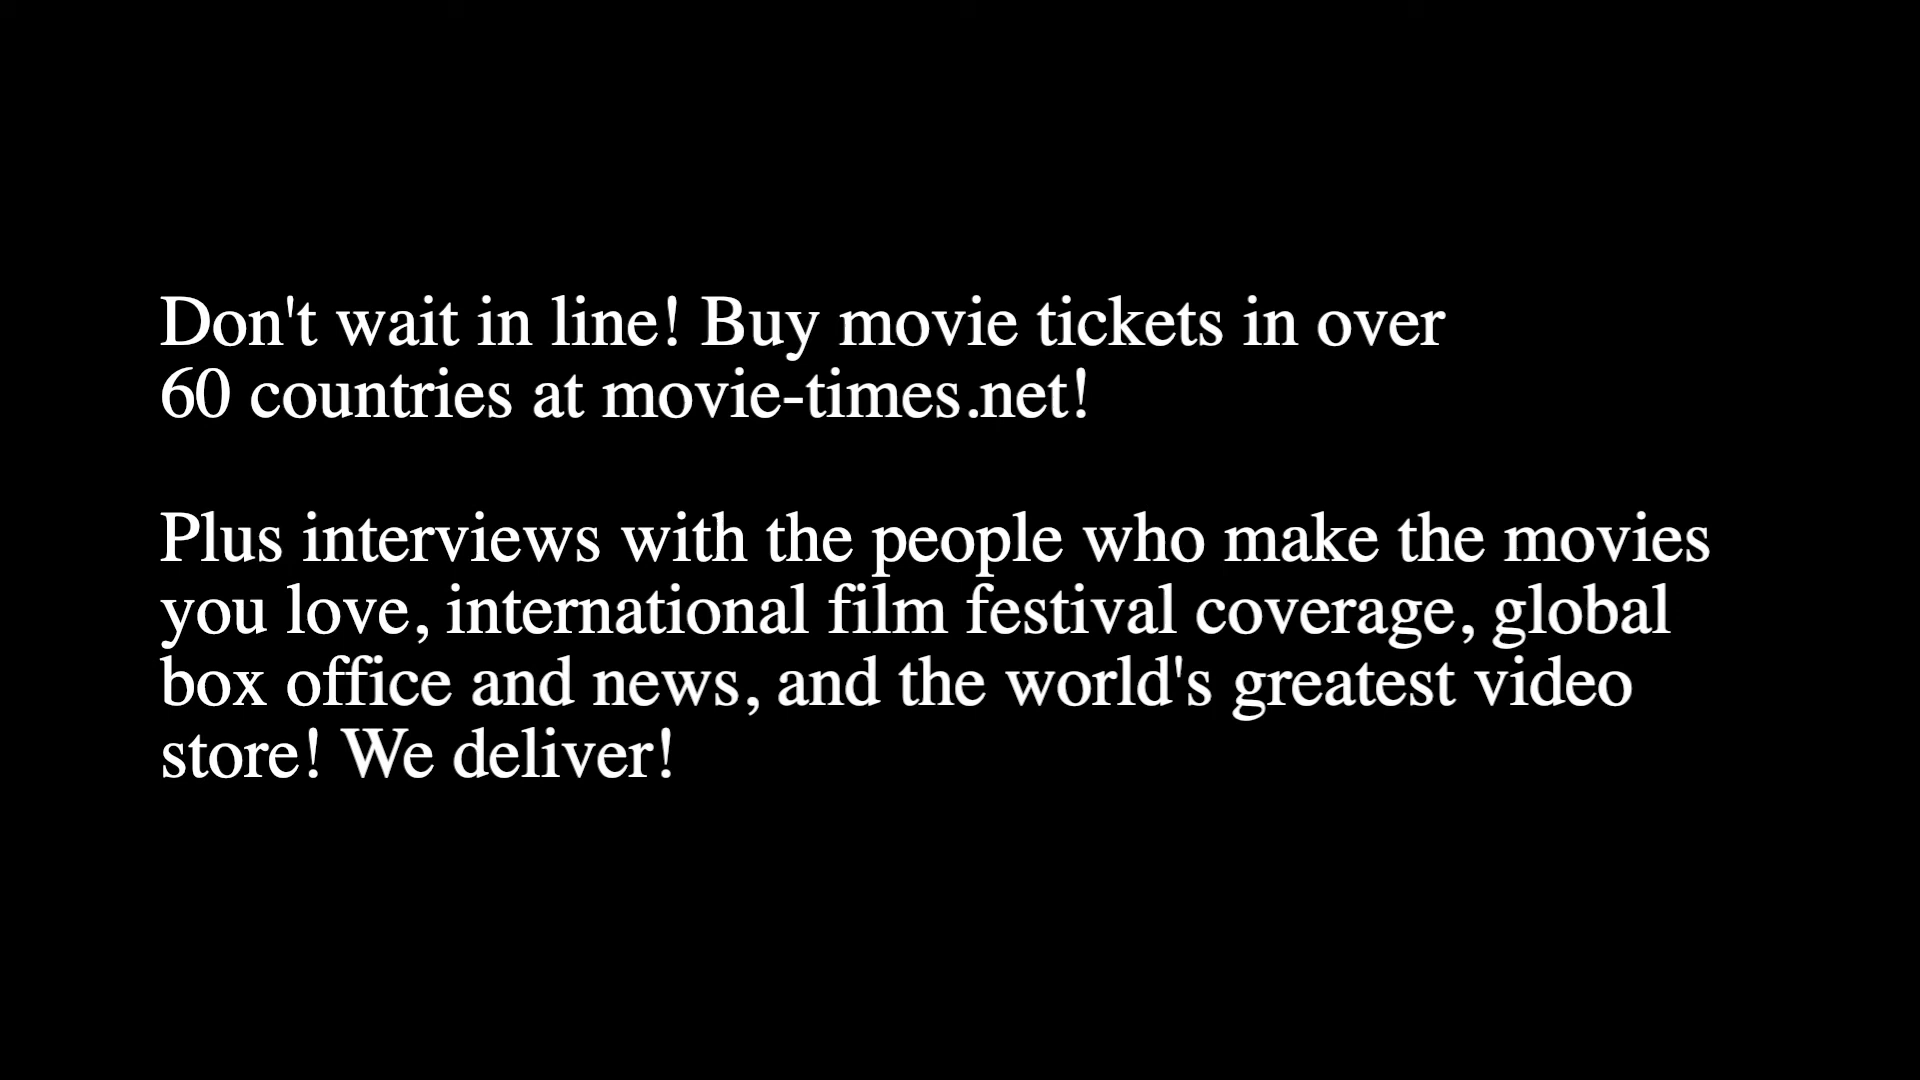 Don't wait in line! Buy movie tickets in over
60 countries at movie-times.net!
Plus interviews with the people who make the movies
you love, international film festival coverage, global
box office and news, and the world's greatest video
store! We deliver!